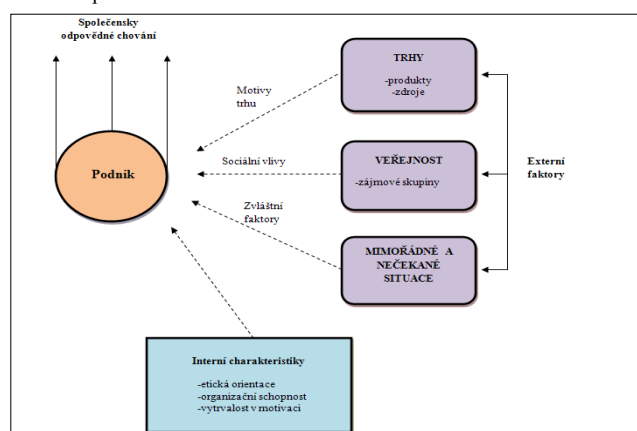 Společensky
odpovědné chování
TRHY
-produkty
-zdroje
Motivy
trhu
Podnik
Sociální vlivy
VEŘEJNOST
-zájmové skupiny
Externí
faktory
Zvláštní
faktory
MIMOŘÁDNÉ A
NEČEKANÉ
SITUACE
Interní charakteristiky
-etická orientace
-organizační schopnost
-vytrvalost v motivaci